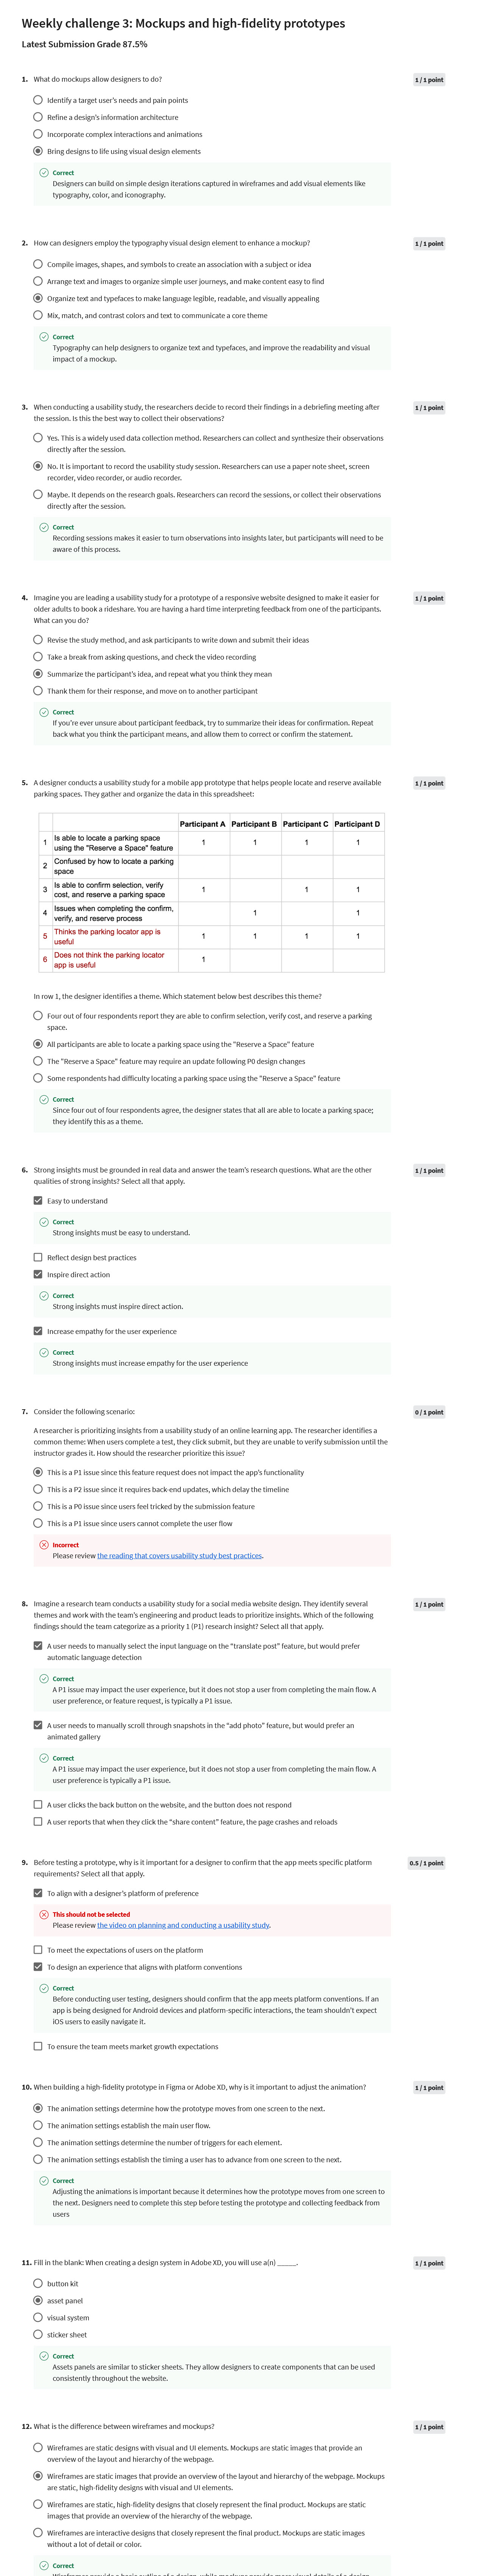 Weekly challenge 3: Mockups and high-fidelity prototypes
Latest Submission Grade 87.5%
1. What do mockups allow designers to do?
1 / 1 point
Identify a target user's needs and pain points
Refine a design's information architecture
Incorporate complex interactions and animations
Bring designs to life using visual design elements
Correct
Designers can build on simple design iterations captured in wireframes and add visual elements like
typography, color, and iconography.
2. How can designers employ the typography visual design element to enhance a mockup?
1 / 1 point
Compile images, shapes, and symbols to create an association with a subject or idea
Arrange text and images to organize simple user journeys, and make content easy to find
Organize text and typefaces to make language legible, readable, and visually appealing
Mix, match, and contrast colors and text to communicate a core theme
Correct
Typography can help designers to organize text and typefaces, and improve the readability and visual
impact of a mockup.
3. When conducting a usability study, the researchers decide to record their findings in a debriefing meeting after
the session. Is this the best way to collect their observations?
1 / 1 point
Yes. This is a widely used data collection method. Researchers can collect and synthesize their observations
directly after the session.
No. It is important to record the usability study session. Researchers can use a paper note sheet, screen
recorder, video recorder, or audio recorder.
Maybe. It depends on the research goals. Researchers can record the sessions, or collect their observations
directly after the session.
Correct
Recording sessions makes it easier to turn observations into insights later, but participants will need to be
aware of this process.
4. Imagine you are leading a usability study for a prototype of a responsive website designed to make it easier for
older adults to book a rideshare. You are having a hard time interpreting feedback from one of the participants.
What can you do?
1 / 1 point
Revise the study method, and ask participants to write down and submit their ideas
Take a break from asking questions, and check the video recording
Summarize the participant's idea, and repeat what you think they mean
Thank them for their response, and move on to another participant
Correct
If you're ever unsure about participant feedback, try to summarize their ideas for confirmation. Repeat
back what you think the participant means, and allow them to correct or confirm the statement.
5. A designer conducts a usability study for a mobile app prototype that helps people locate and reserve available
parking spaces. They gather and organize the data in this spreadsheet:
1 / 1 point
Participant A Participant B Participant C Participant D
1 Is able to locate a parking space using the "Reserve a Space" feature 1 1 1 1
2 Confused by how to locate a parking space
3 Is able to confirm selection, verify cost, and reserve a parking space 1 1 1
4 Issues when completing the confirm, verify, and reserve process 1 1
5 Thinks the parking locator app is useful 1 1 1 1
6 Does not think the parking locator app is useful 1
In row 1, the designer identifies a theme. Which statement below best describes this theme?
Four out of four respondents report they are able to confirm selection, verify cost, and reserve a parking
space.
All participants are able to locate a parking space using the "Reserve a Space" feature
The "Reserve a Space" feature may require an update following P0 design changes
Some respondents had difficulty locating a parking space using the "Reserve a Space" feature
Correct
Since four out of four respondents agree, the designer states that all are able to locate a parking space;
they identify this as a theme.
6. Strong insights must be grounded in real data and answer the team's research questions. What are the other
qualities of strong insights? Select all that apply.
1 / 1 point
Easy to understand
Correct
Strong insights must be easy to understand.
Reflect design best practices
Inspire direct action
Correct
Strong insights must inspire direct action.
Increase empathy for the user experience
Correct
Strong insights must increase empathy for the user experience
7. Consider the following scenario:
0 / 1 point
A researcher is prioritizing insights from a usability study of an online learning app. The researcher identifies a
common theme: When users complete a test, they click submit, but they are unable to verify submission until the
instructor grades it. How should the researcher prioritize this issue?
This is a P1 issue since this feature request does not impact the app's functionality
This is a P2 issue since it requires back-end updates, which delay the timeline
This is a P0 issue since users feel tricked by the submission feature
This is a P1 issue since users cannot complete the user flow
Incorrect
Please review the reading that covers usability study best practices.
8. Imagine a research team conducts a usability study for a social media website design. They identify several
themes and work with the team's engineering and product leads to prioritize insights. Which of the following
findings should the team categorize as a priority 1 (P1) research insight? Select all that apply.
1 / 1 point
A user needs to manually select the input language on the "translate post" feature, but would prefer
automatic language detection
Correct
A P1 issue may impact the user experience, but it does not stop a user from completing the main flow. A
user preference, or feature request, is typically a P1 issue.
A user needs to manually scroll through snapshots in the "add photo" feature, but would prefer an
animated gallery
Correct
A P1 issue may impact the user experience, but it does not stop a user from completing the main flow. A
user preference is typically a P1 issue.
A user clicks the back button on the website, and the button does not respond
A user reports that when they click the "share content" feature, the page crashes and reloads
9. Before testing a prototype, why is it important for a designer to confirm that the app meets specific platform
requirements? Select all that apply.
0.5 / 1 point
To align with a designer's platform of preference
This should not be selected
Please review the video on planning and conducting a usability study.
To meet the expectations of users on the platform
To design an experience that aligns with platform conventions
Correct
Before conducting user testing, designers should confirm that the app meets platform conventions. If an
app is being designed for Android devices and platform-specific interactions, the team shouldn't expect
iOS users to easily navigate it.
To ensure the team meets market growth expectations
10. When building a high-fidelity prototype in Figma or Adobe XD, why is it important to adjust the animation?
1 / 1 point
The animation settings determine how the prototype moves from one screen to the next.
The animation settings establish the main user flow.
The animation settings determine the number of triggers for each element.
The animation settings establish the timing a user has to advance from one screen to the next.
Correct
Adjusting the animations is important because it determines how the prototype moves from one screen to
the next. Designers need to complete this step before testing the prototype and collecting feedback from
users
11. Fill in the blank: When creating a design system in Adobe XD, you will use a(n) _____.
1 / 1 point
button kit
asset panel
visual system
sticker sheet
Correct
Assets panels are similar to sticker sheets. They allow designers to create components that can be used
consistently throughout the website.
12. What is the difference between wireframes and mockups?
1 / 1 point
Wireframes are static designs with visual and UI elements. Mockups are static images that provide an
overview of the layout and hierarchy of the webpage.
Wireframes are static images that provide an overview of the layout and hierarchy of the webpage. Mockups
are static, high-fidelity designs with visual and UI elements.
Wireframes are static, high-fidelity designs that closely represent the final product. Mockups are static
images that provide an overview of the hierarchy of the webpage.
Wireframes are interactive designs that closely represent the final product. Mockups are static images
without a lot of detail or color.
Correct